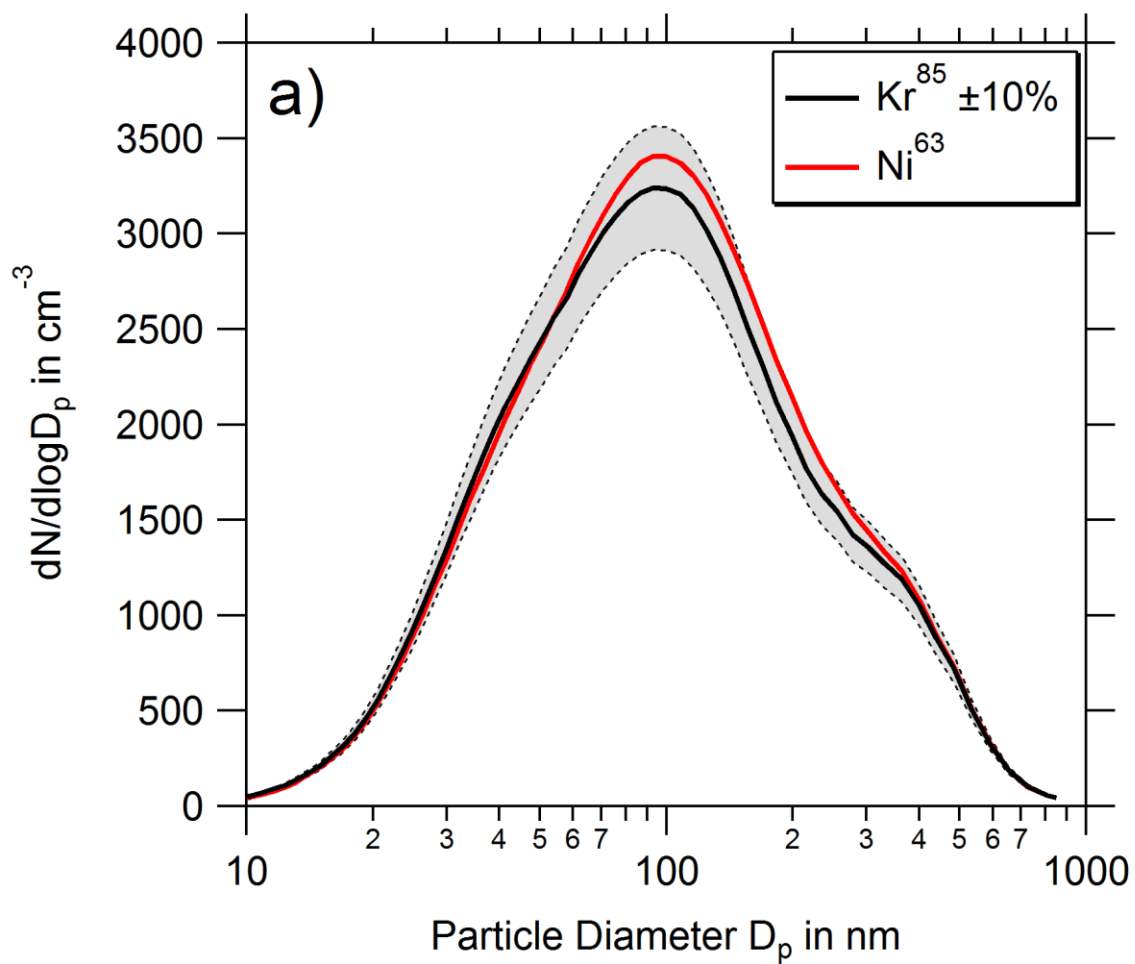 a)
Kr85 ±10%
Ni63
4000
3500
3000
2500
2000
1500
1000
500
0
dN/dlogDp in cm-3
2 3 4 5 6 7 2 3 4 5 6 7
10 100 1000
Particle Diameter Dp in nm